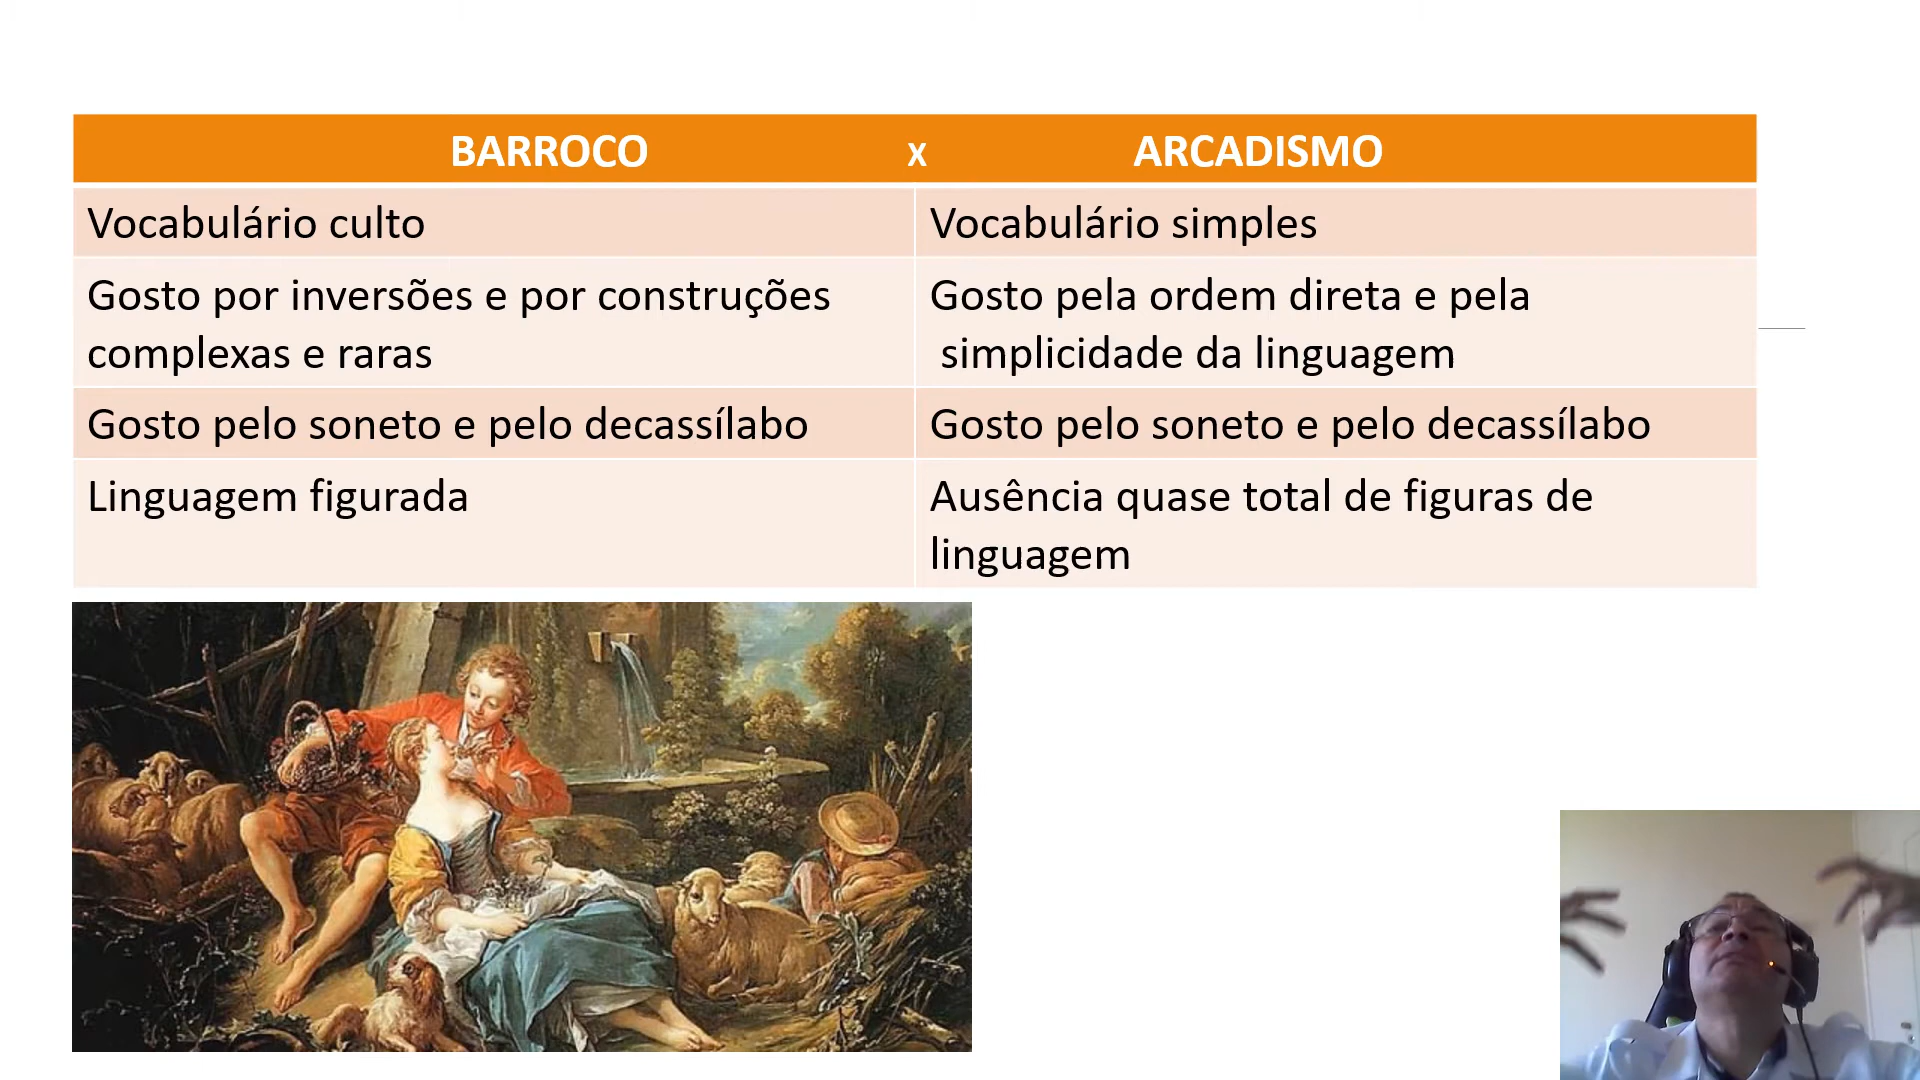 BARROCO x ARCADISMO
Vocabulário culto
Vocabulário simples
Gosto por inversões e por construções
complexas e raras
Gosto pela ordem direta e pela
simplicidade da linguagem
Gosto pelo soneto e pelo decassílabo
Gosto pelo soneto e pelo decassílabo
Linguagem figurada
Ausência quase total de figuras de
linguagem